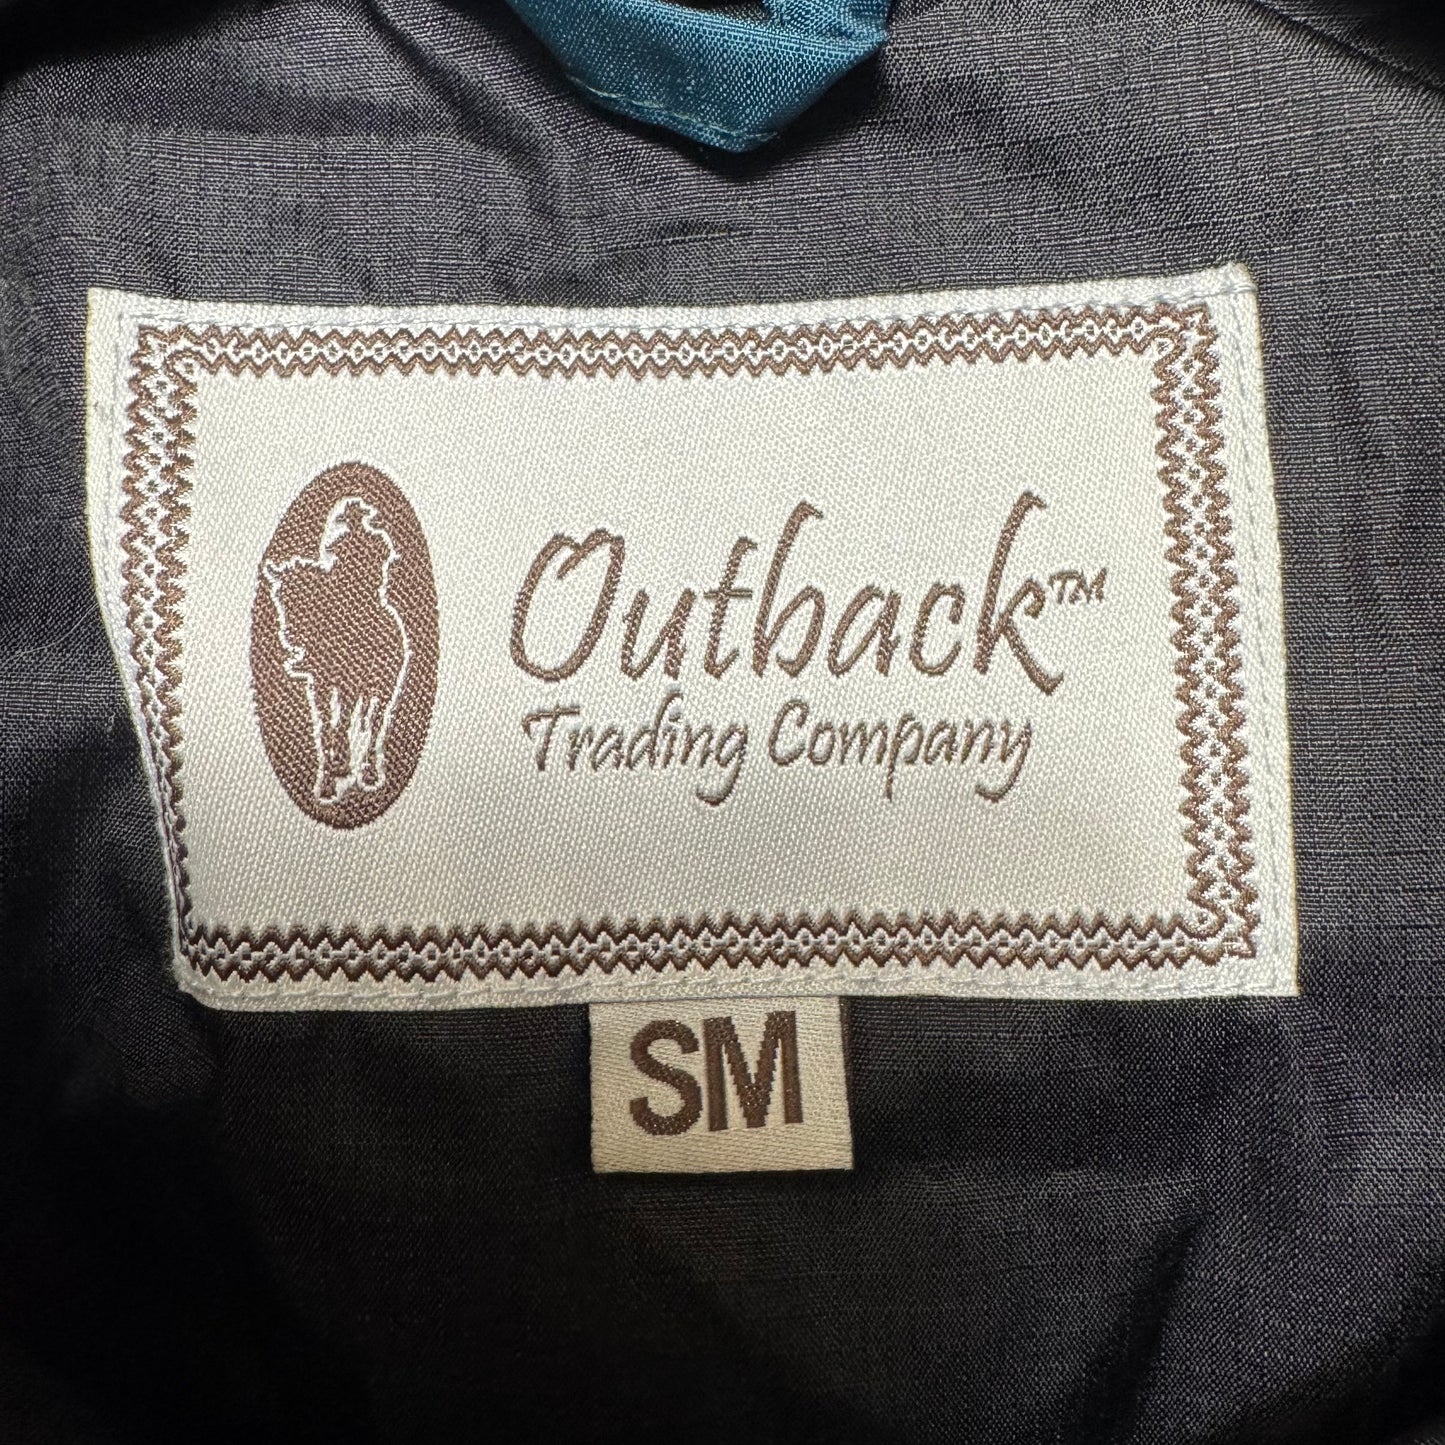 Outback™
Trading Company
SM